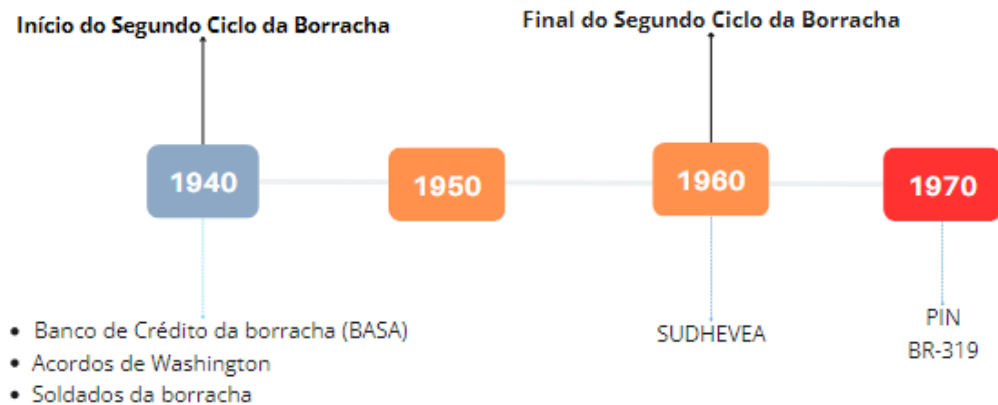 Início do Segundo Ciclo da Borracha
Final do Segundo Ciclo da Borracha
1940
1950
1960
1970
• Banco de Crédito da borracha (BASA)
• Acordos de Washington
• Soldados da borracha
SUDHEVEA
PIN
BR-319